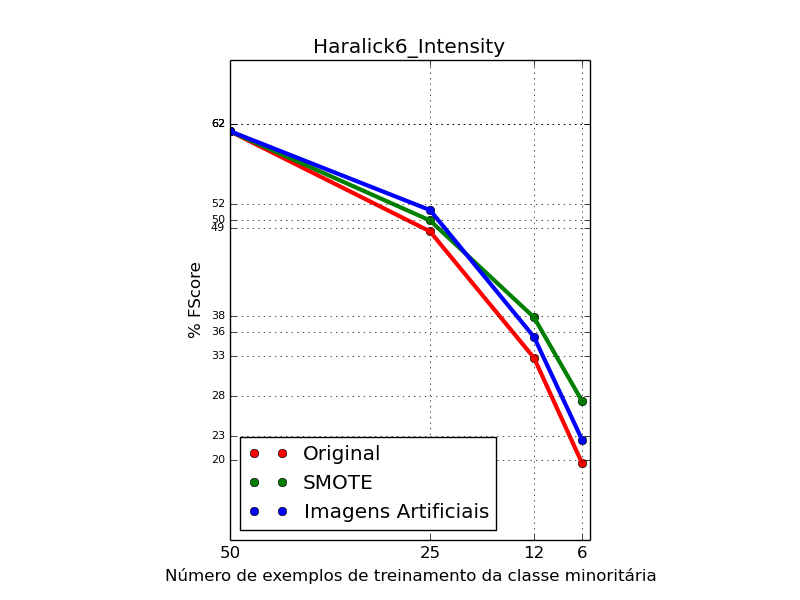 Haralick6_Intensity
62
52
50
49
38
36
33
28
23
20
% FScore
Original
SMOTE
Imagens Artificiais
50 25 12 6
Número de exemplos de treinamento da classe minoritária